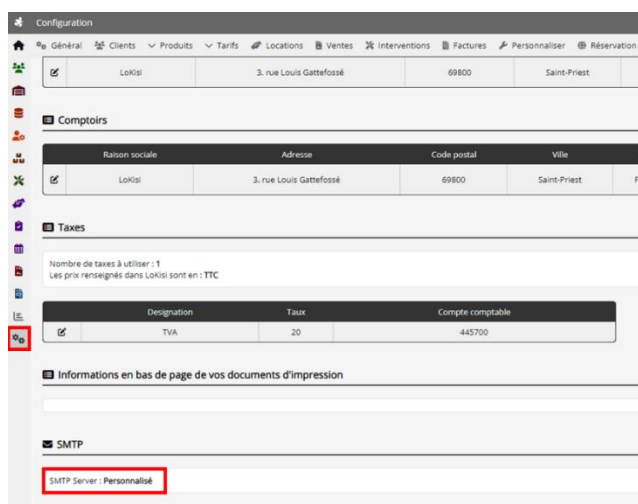 Configuration
Général Clients Produits Tarifs Locations Ventes Interventions Factures Personnaliser Réservation
LoKisi 3. rue Louis Gattefossé 69800 Saint-Priest
Comptoirs
Raison sociale Adresse Code postal Ville
LoKisi 3. rue Louis Gattefossé 69800 Saint-Priest F
Taxes
Nombre de taxes à utiliser : 1
Les prix renseignés dans LoKisi sont en : TTC
Designation Taux Compte comptable
TVA 20 445700
Informations en bas de page de vos documents d'impression
SMTP
SMTP Server : Personnalisé